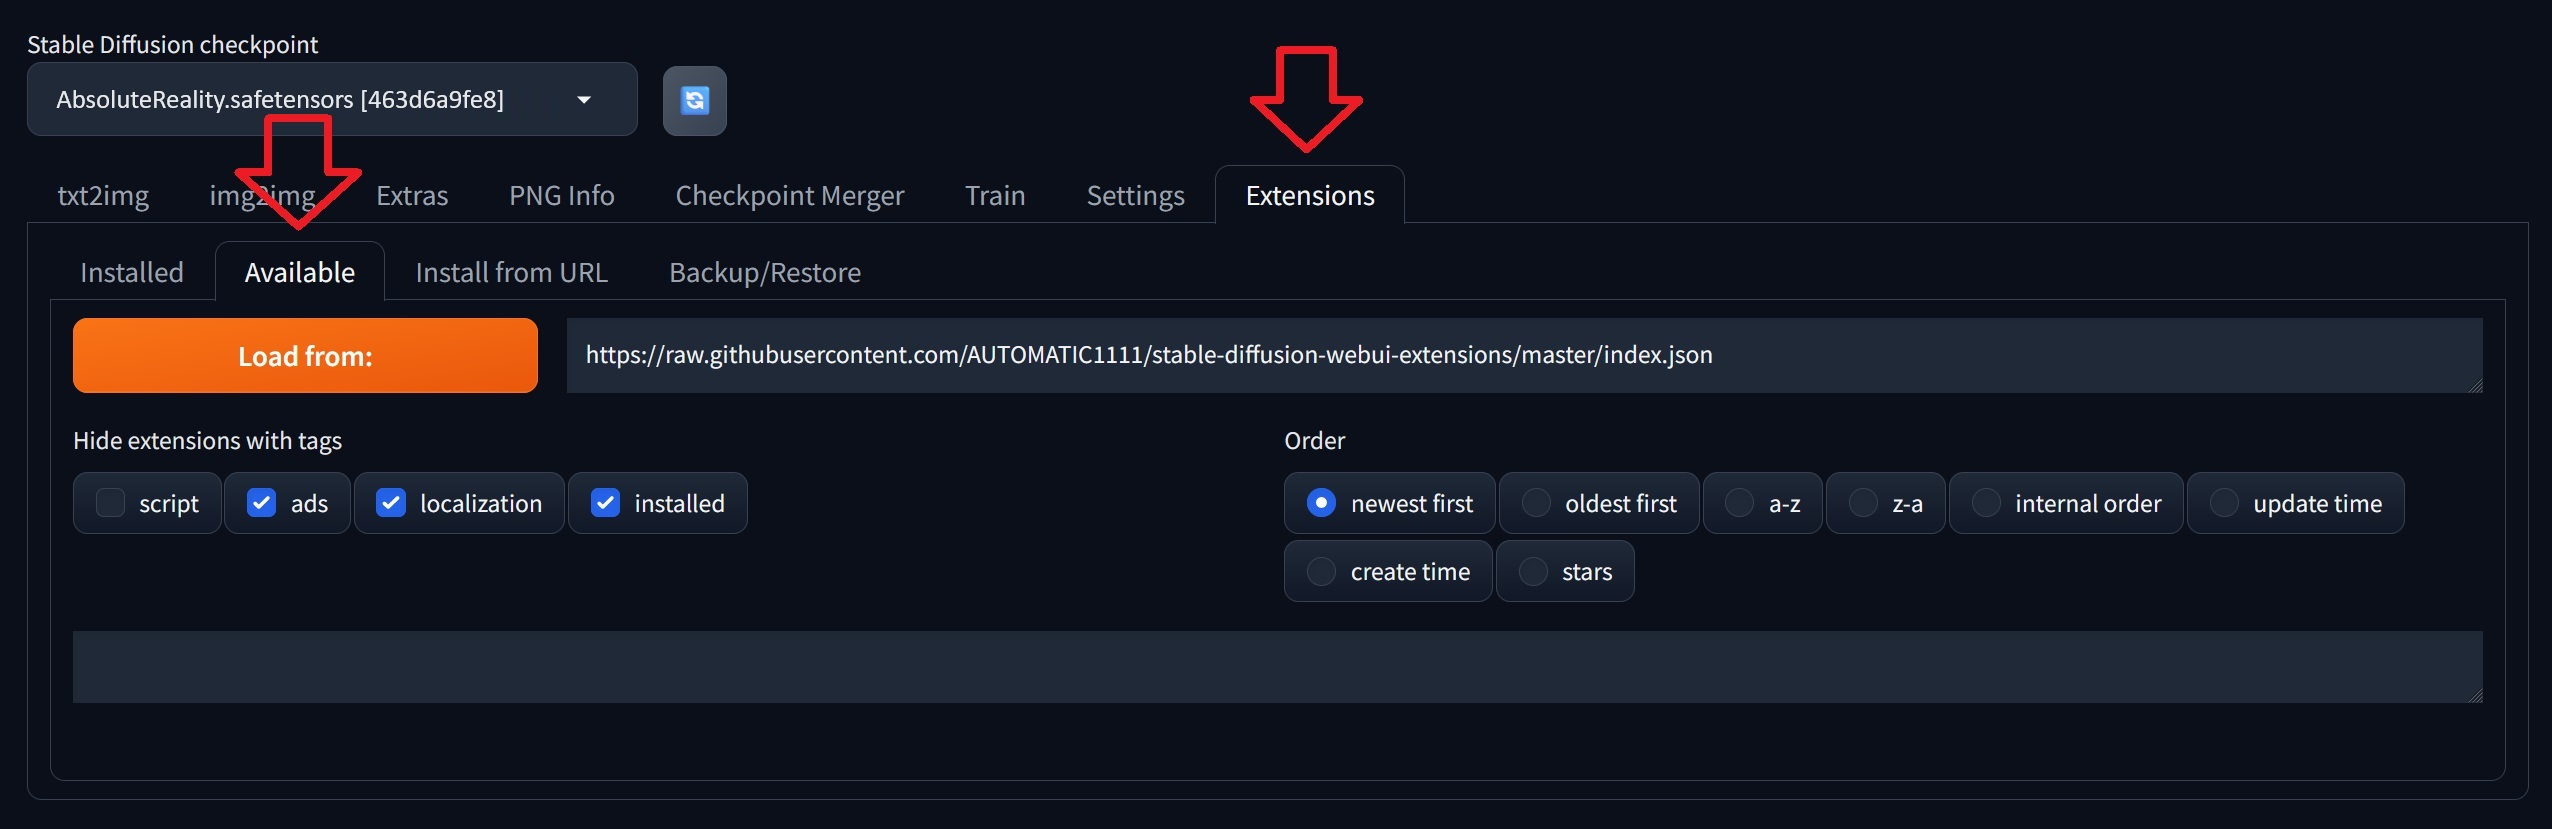 Stable Diffusion checkpoint
AbsoluteReality.safetensors [463d6a9fe8]
txt2img img2img Extras PNG Info Checkpoint Merger Train Settings Extensions
Installed Available Install from URL Backup/Restore
Load from: https://raw.githubusercontent.com/AUTOMATIC1111/stable-diffusion-webui-extensions/master/index.json
Hide extensions with tags Order
script ads localization installed newest first oldest first a-z z-a internal order update time
create time stars